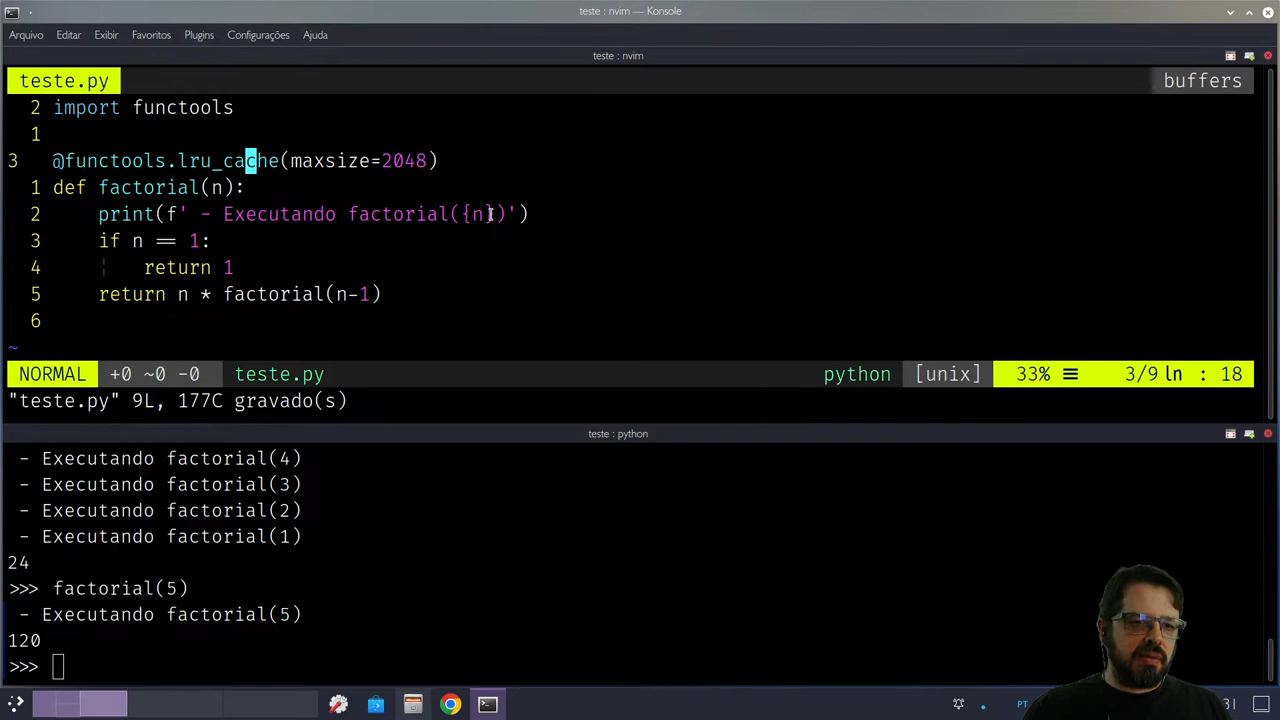 teste : nvim — Konsole
Arquivo Editar Exibir Favoritos Plugins Configurações Ajuda
teste : nvim
teste.py buffers
2 import functools
1
3 @functools.lru_cache(maxsize=2048)
1 def factorial(n):
2 print(f' - Executando factorial({n})')
3 if n == 1:
4 return 1
5 return n * factorial(n-1)
6
~
NORMAL +0 ~0 -0 teste.py python [unix] 33% ☰ 3/9 ln : 18
"teste.py" 9L, 177C gravado(s)
teste : python
- Executando factorial(4)
- Executando factorial(3)
- Executando factorial(2)
- Executando factorial(1)
24
>>> factorial(5)
- Executando factorial(5)
120
>>>
PT